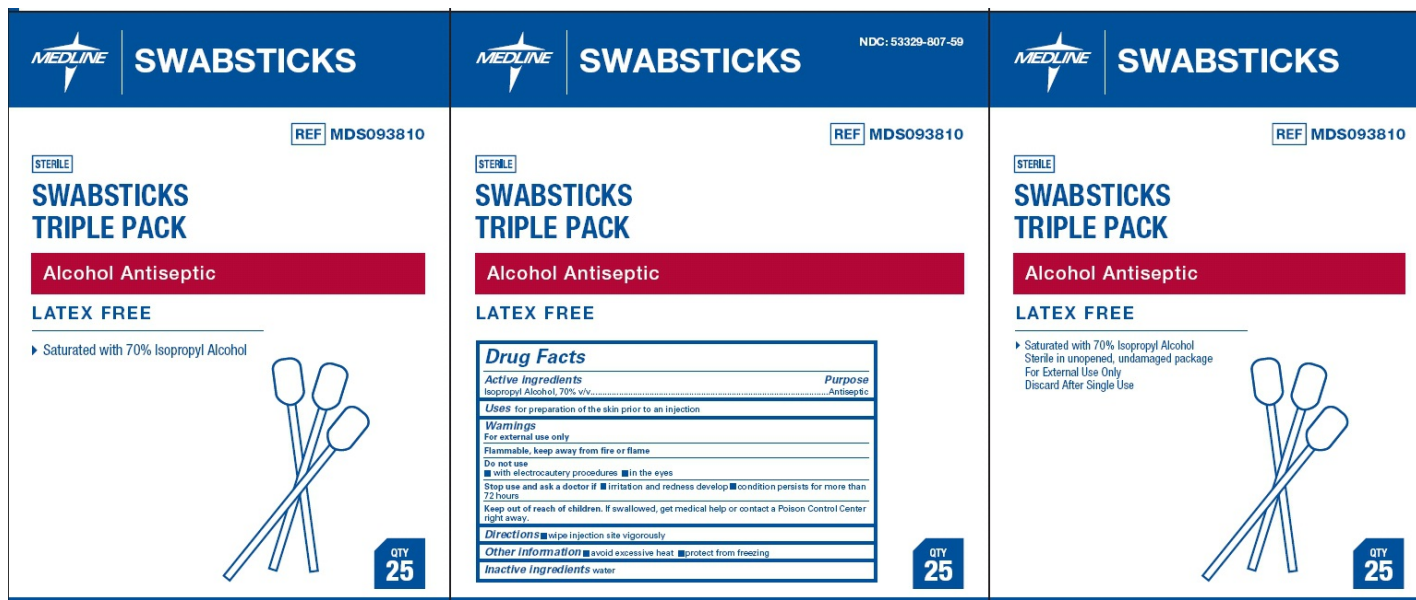 MEDLINE
SWABSTICKS
REF MDS093810
STERILE
SWABSTICKS
TRIPLE PACK
Alcohol Antiseptic
LATEX FREE
Saturated with 70% Isopropyl Alcohol
QTY
25
MEDLINE
SWABSTICKS
NDC: 53329-807-59
REF MDS093810
STERILE
SWABSTICKS
TRIPLE PACK
Alcohol Antiseptic
LATEX FREE
Drug Facts
Active ingredients Purpose
Isopropyl Alcohol, 70% v/v....Antiseptic
Uses for preparation of the skin prior to an injection
Warnings
For external use only
Flammable, keep away from fire or flame
Do not use
■ with electrocautery procedures ■ in the eyes
Stop use and ask a doctor if ■ irritation and redness develop ■ condition persists for more than
72 hours
Keep out of reach of children. If swallowed, get medical help or contact a Poison Control Center
right away.
Directions ■ wipe injection site vigorously
Other information ■ avoid excessive heat ■ protect from freezing
Inactive ingredients water
QTY
25
MEDLINE
SWABSTICKS
REF MDS093810
STERILE
SWABSTICKS
TRIPLE PACK
Alcohol Antiseptic
LATEX FREE
Saturated with 70% Isopropyl Alcohol
Sterile in unopened, undamaged package
For External Use Only
Discard After Single Use
QTY
25